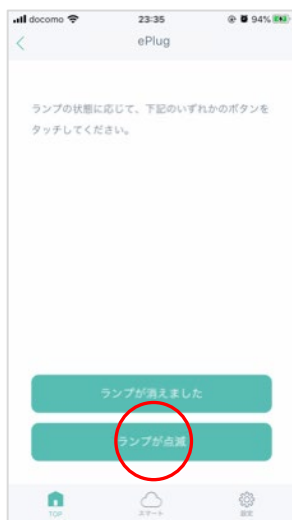 docomo 23:35 94%
ePlug
ランプの状態に応じて、下記のいずれかのボタンを
タッチしてください。
ランプが消えました
ランプが点滅
TOP スマート 設定